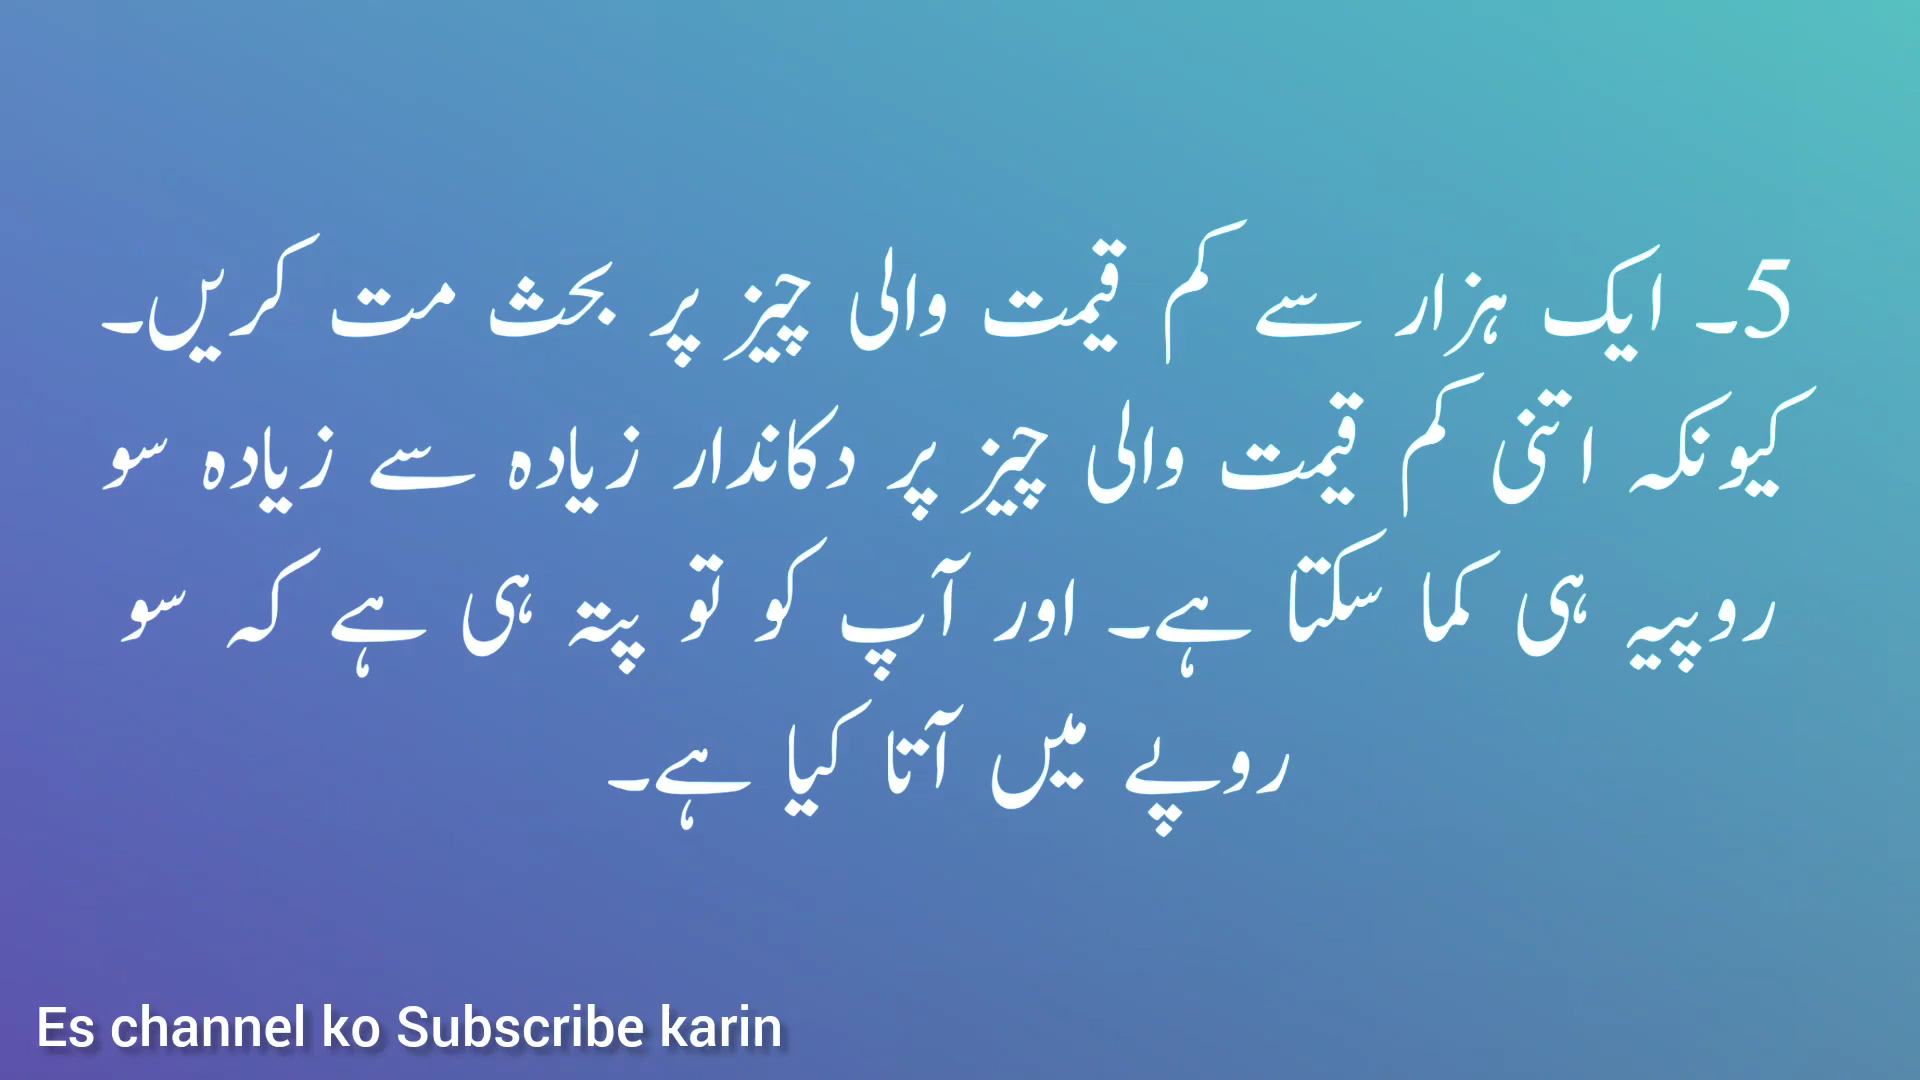 5۔ ایک ہزار سے کم قیمت والی چیز پر بحث مت کریں۔
کیونکہ اتنی کم قیمت والی چیز پر دکاندار زیادہ سے زیادہ سو
روپیہ ہی کما سکتا ہے۔ اور آپ کو تو پتہ ہی ہے کہ سو
روپے میں آتا کیا ہے۔
Es channel ko Subscribe karin